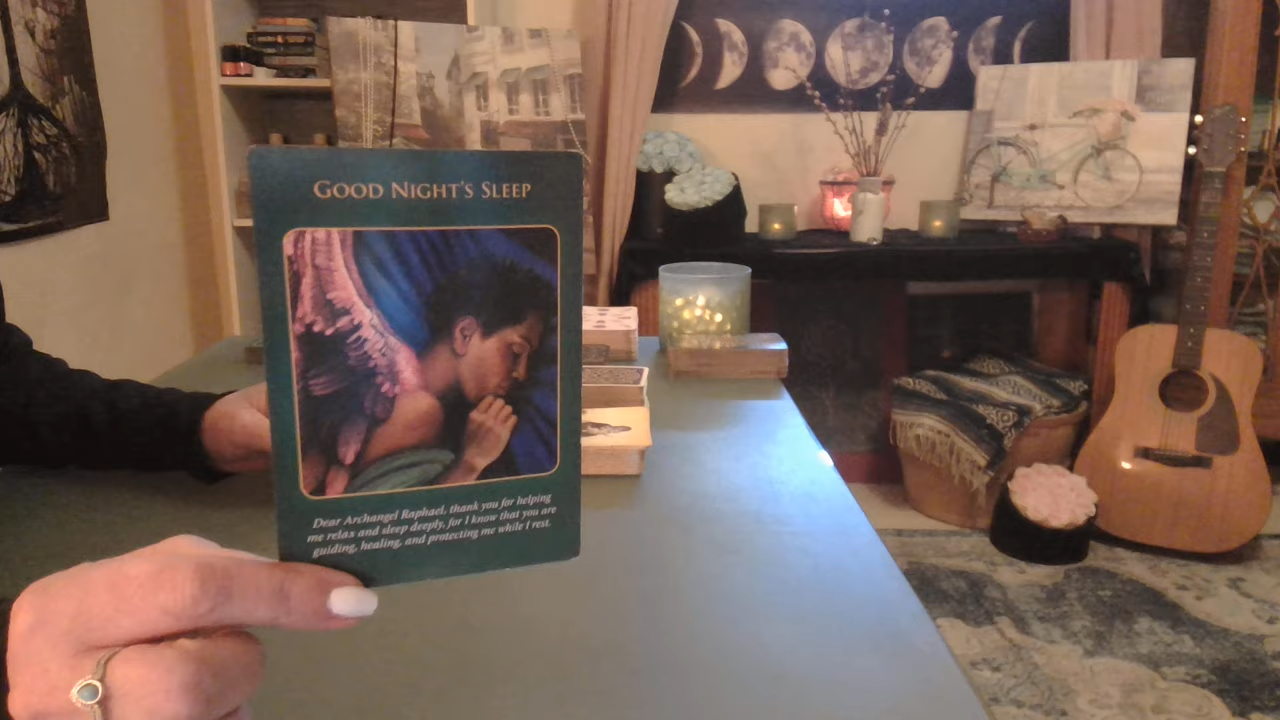 GOOD NIGHT'S SLEEP
Dear Archangel Raphael, thank you for helping
me relax and sleep deeply, for I know that you are
guiding, healing, and protecting me while I rest.